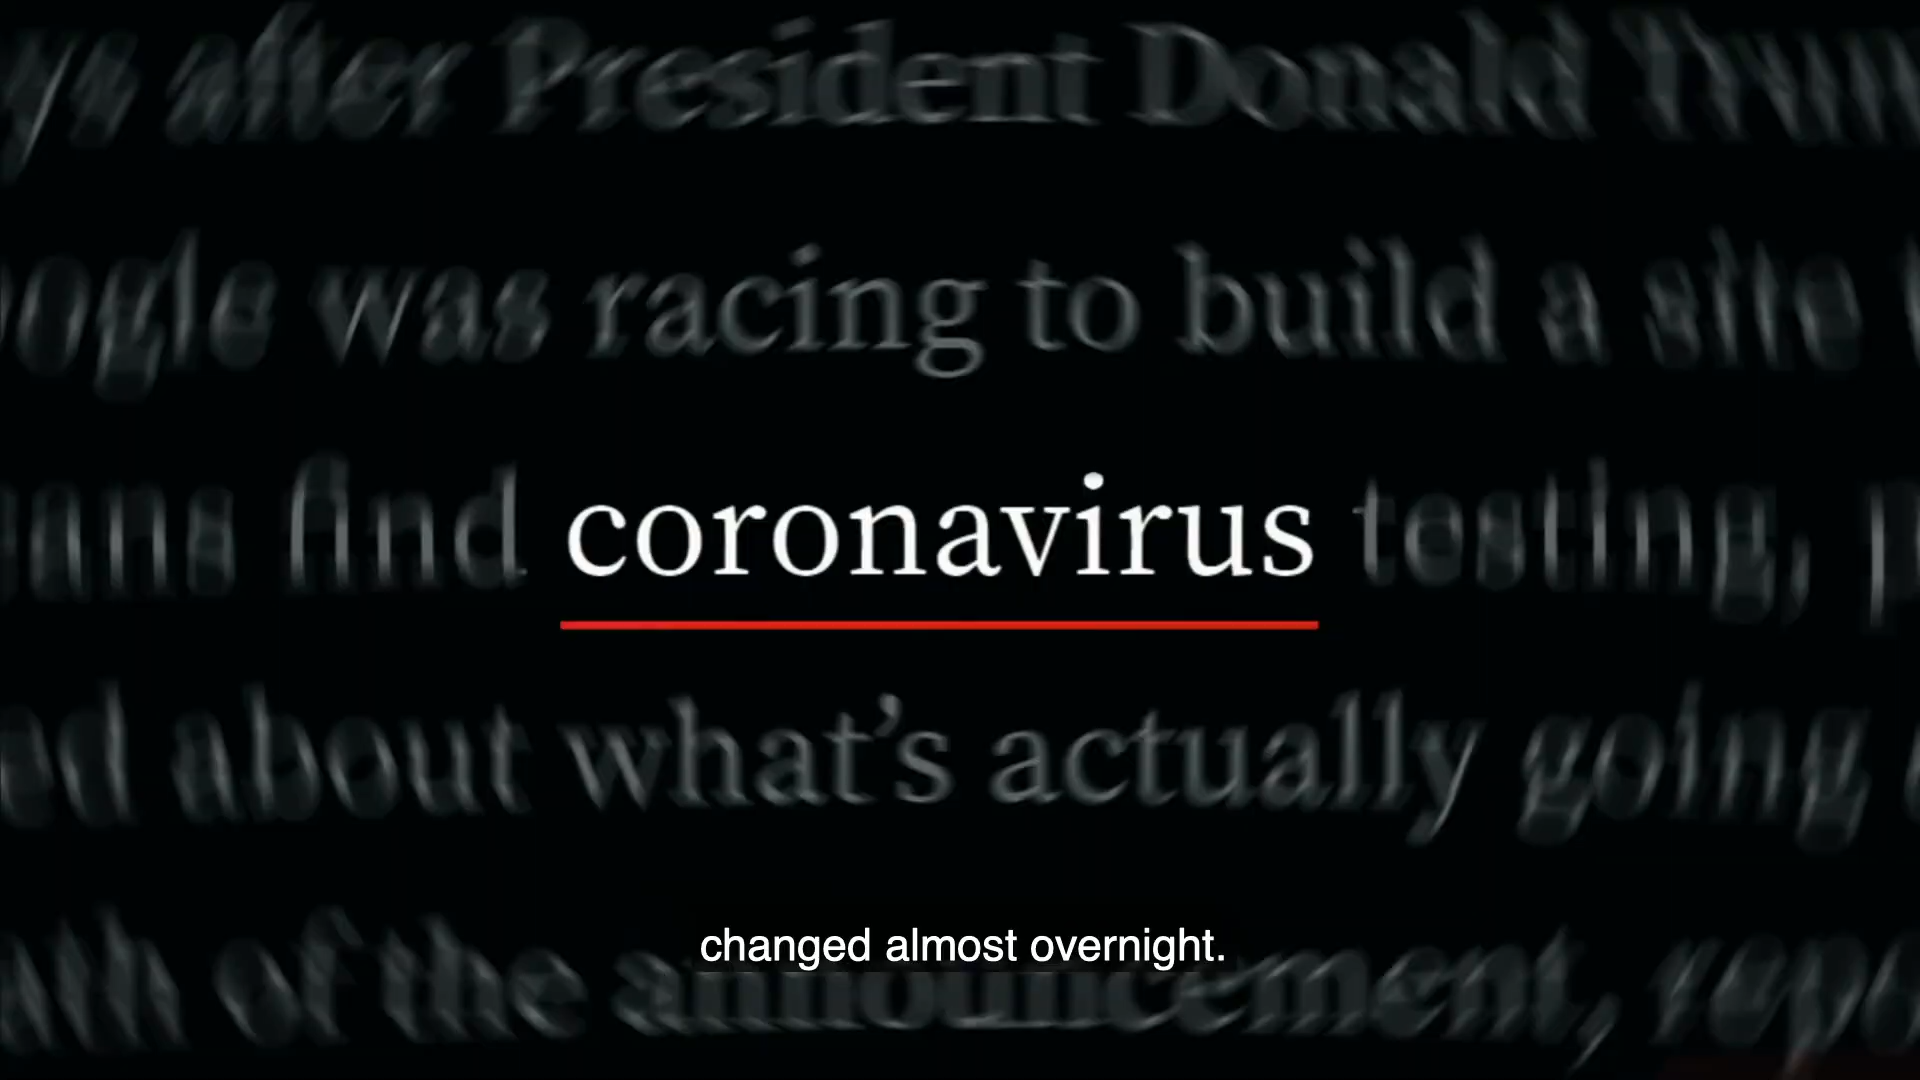 after President Donald
was racing to build a site
find coronavirus testing,
about what's actually going
changed almost overnight.
of the announcement,